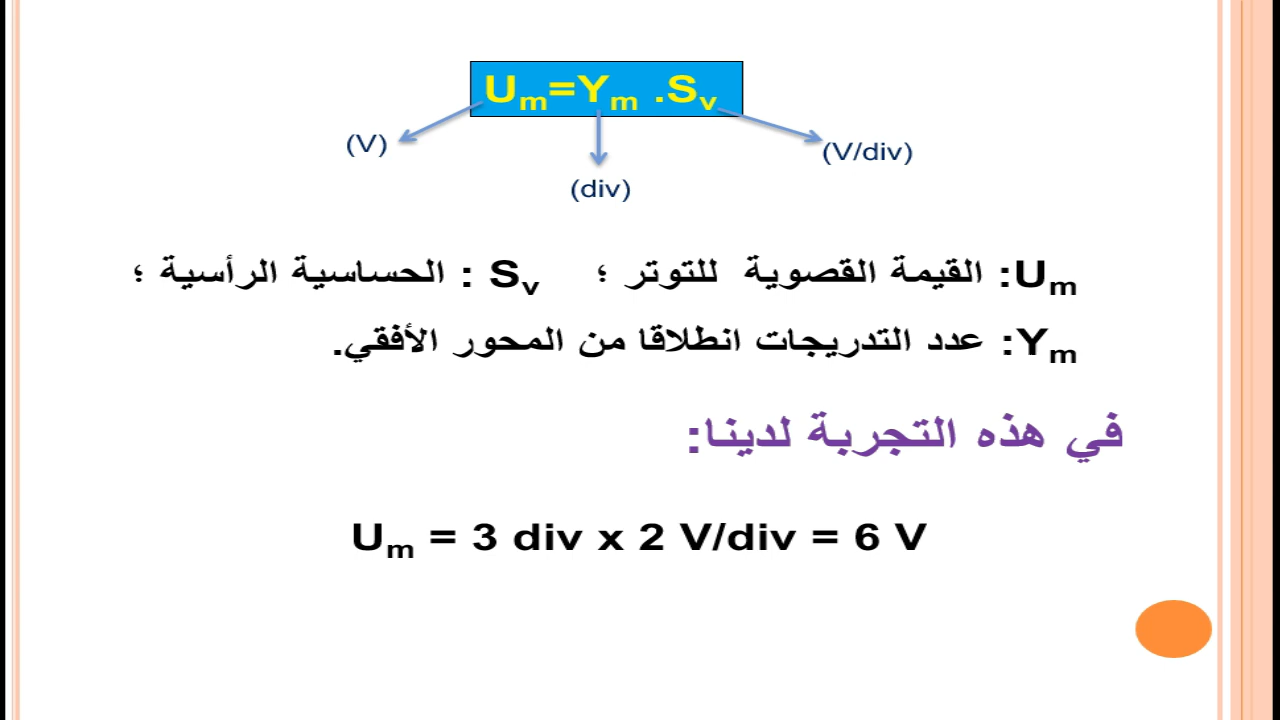 Um=Ym .Sv
(V)
(div)
(V/div)
Um: القيمة القصوية للتوتر ؛ Sv : الحساسية الرأسية ؛
Ym: عدد التدريجات انطلاقا من المحور الأفقي.
في هذه التجربة لدينا:
Um = 3 div x 2 V/div = 6 V